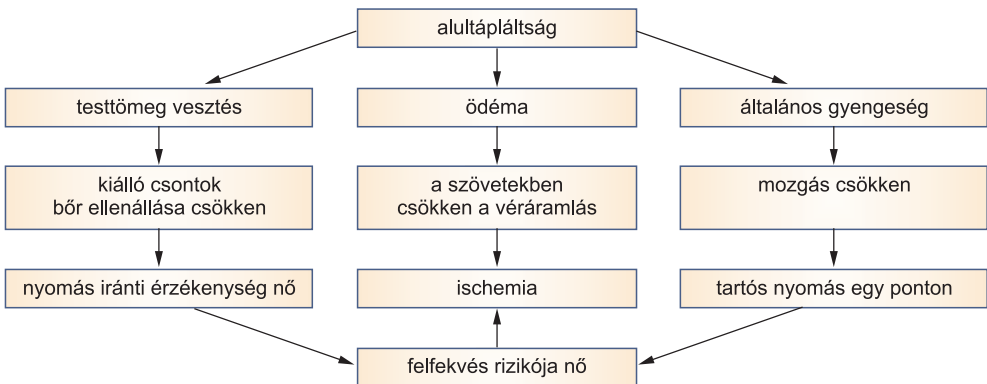 alultápláltság
testtömeg vesztés
ödéma
általános gyengeség
kiálló csontok
bőr ellenállása csökken
a szövetekben
csökken a véráramlás
mozgás csökken
nyomás iránti érzékenység nő
ischemia
tartós nyomás egy ponton
felfekvés rizikója nő